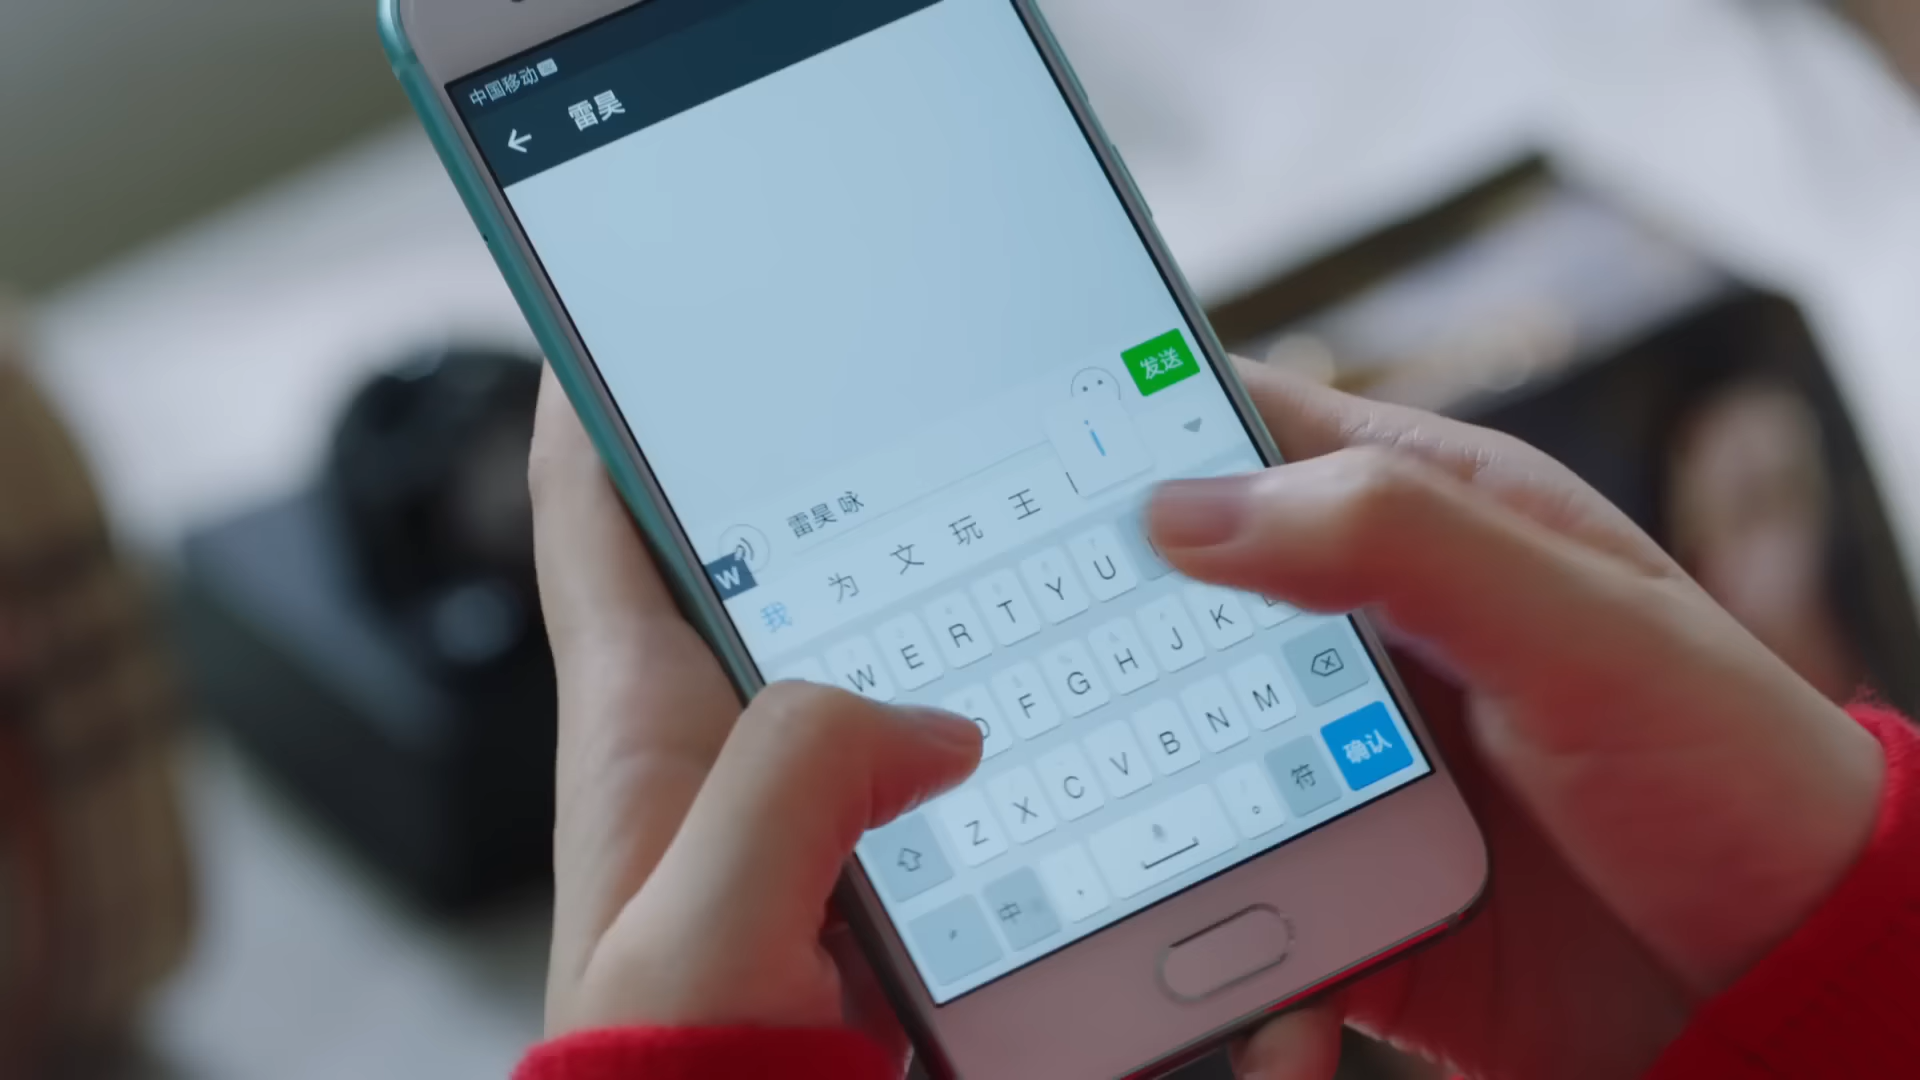 中国移动
雷昊
发送
i
雷昊 咏
W
我 为 文 玩 王
W E R T Y U
D F G H J K L
Z X C V B N M
中 , 。 符 确认